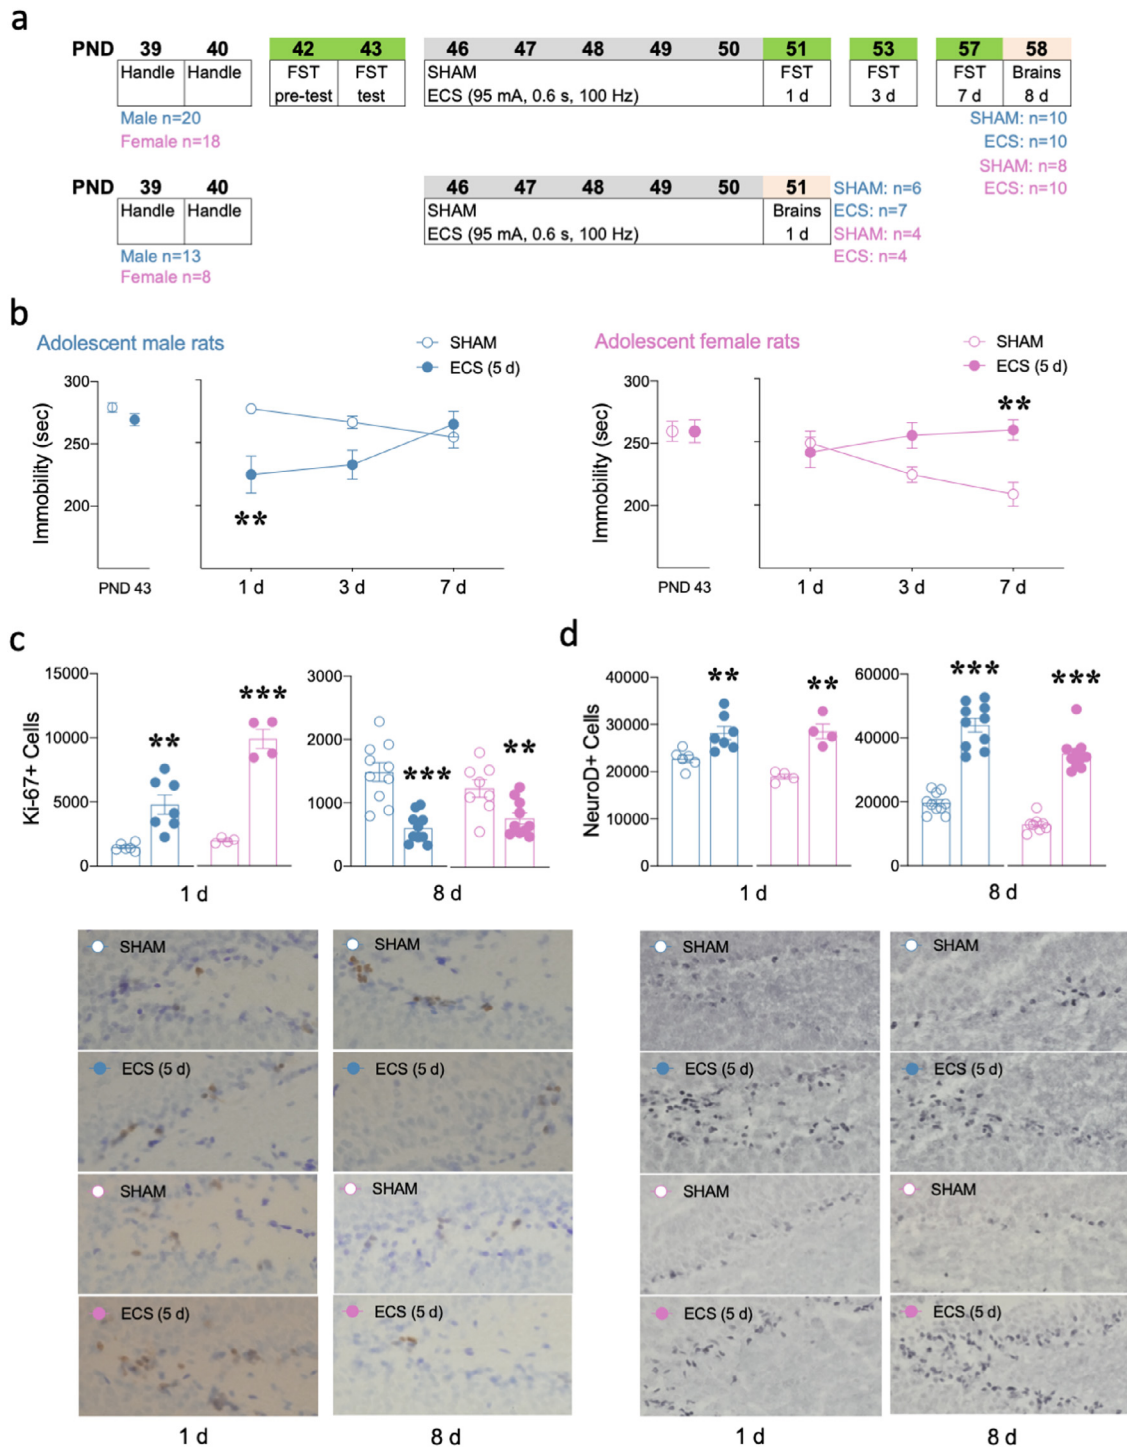 a
PND 39 40 42 43 46 47 48 49 50 51 53 57 58
Handle Handle FST FST SHAM FST FST FST Brains
pre-test test ECS (95 mA, 0.6 s, 100 Hz) 1 d 3 d 7 d 8 d
Male n=20 SHAM: n=10
Female n=18 ECS: n=10
SHAM: n=8
ECS: n=10
PND 39 40 46 47 48 49 50 51 SHAM: n=6
Handle Handle SHAM Brains ECS: n=7
ECS (95 mA, 0.6 s, 100 Hz) 1 d SHAM: n=4
Male n=13 ECS: n=4
Female n=8
b
Adolescent male rats
SHAM
ECS (5 d)
Immobility (sec)
300
250
200
**
PND 43 1 d 3 d 7 d
Adolescent female rats
SHAM
ECS (5 d)
Immobility (sec)
300
250
200
**
PND 43 1 d 3 d 7 d
c
Ki-67+ Cells
15000
10000
5000
0
** ***
1 d
3000
2000
1000
0
*** **
8 d
d
NeuroD+ Cells
40000
30000
20000
10000
0
** **
1 d
60000
40000
20000
0
*** ***
8 d
SHAM SHAM SHAM SHAM
ECS (5 d) ECS (5 d) ECS (5 d) ECS (5 d)
SHAM SHAM SHAM SHAM
ECS (5 d) ECS (5 d) ECS (5 d) ECS (5 d)
1 d 8 d 1 d 8 d